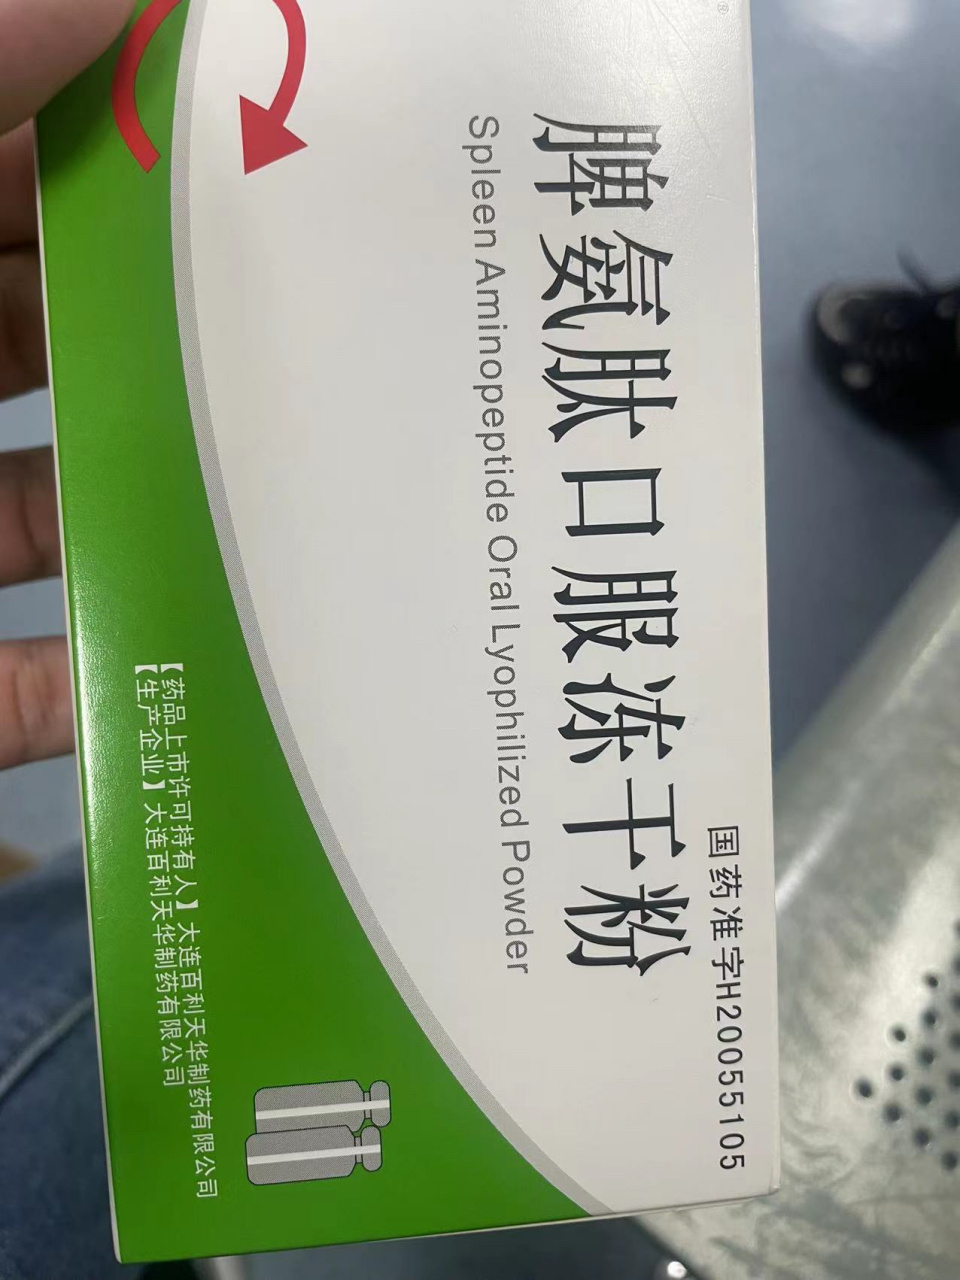 ®
国药准字H20055105
脾氨肽口服冻干粉
Spleen Aminopeptide Oral Lyophilized Powder
【药品上市许可持有人】大连百利天华制药有限公司
【生产企业】大连百利天华制药有限公司